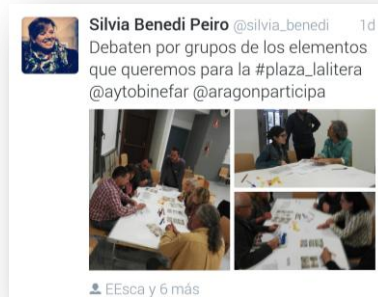 Silvia Benedi Peiro @silvia_benedi 1d
Debaten por grupos de los elementos
que queremos para la #plaza_lalitera
@aytobinefar @aragonparticipa
EEsca y 6 más